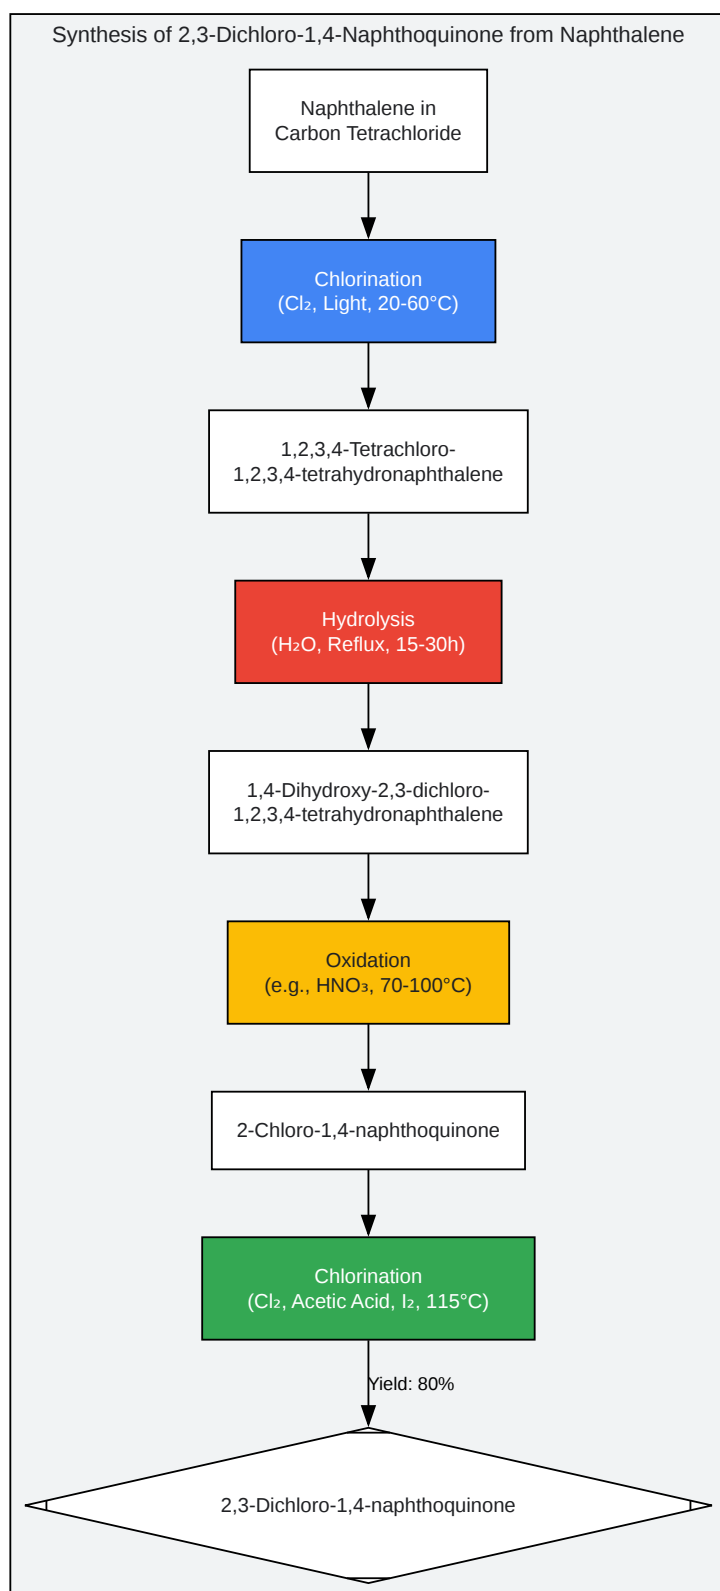 Synthesis of 2,3-Dichloro-1,4-Naphthoquinone from Naphthalene
Naphthalene in
Carbon Tetrachloride
Chlorination
(Cl₂, Light, 20-60°C)
1,2,3,4-Tetrachloro-
1,2,3,4-tetrahydronaphthalene
Hydrolysis
(H₂O, Reflux, 15-30h)
1,4-Dihydroxy-2,3-dichloro-
1,2,3,4-tetrahydronaphthalene
Oxidation
(e.g., HNO₃, 70-100°C)
2-Chloro-1,4-naphthoquinone
Chlorination
(Cl₂, Acetic Acid, I₂, 115°C)
Yield: 80%
2,3-Dichloro-1,4-naphthoquinone